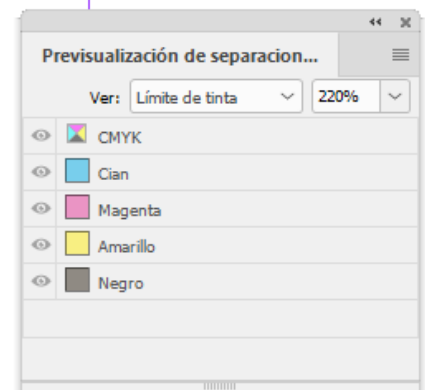 Previsualización de separacion...
Ver: Límite de tinta 220%
CMYK
Cian
Magenta
Amarillo
Negro